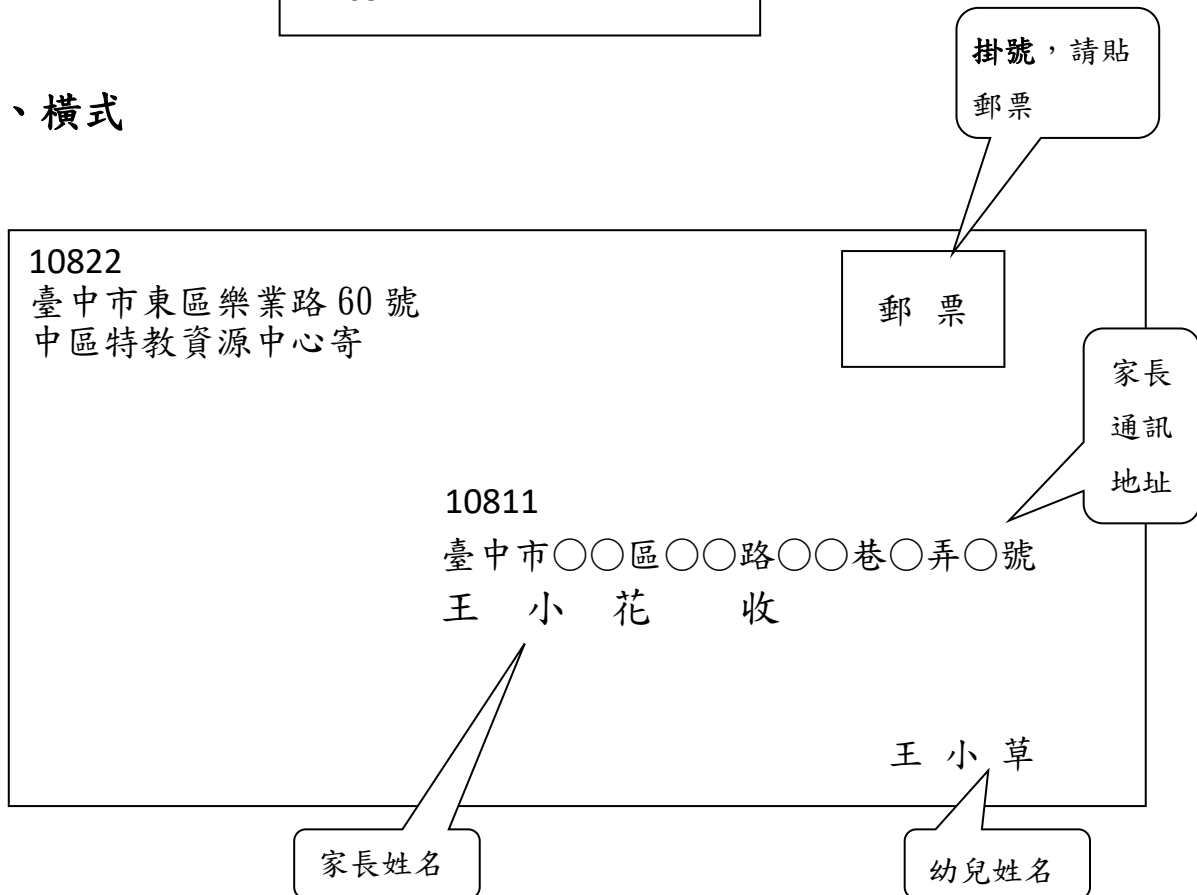 掛號，請貼
郵票
、橫式
10822
臺中市東區樂業路 60 號
中區特教資源中心寄
郵 票
家長
通訊
地址
10811
臺中市○○區○○路○○巷○弄○號
王 小 花 收
王 小 草
家長姓名
幼兒姓名